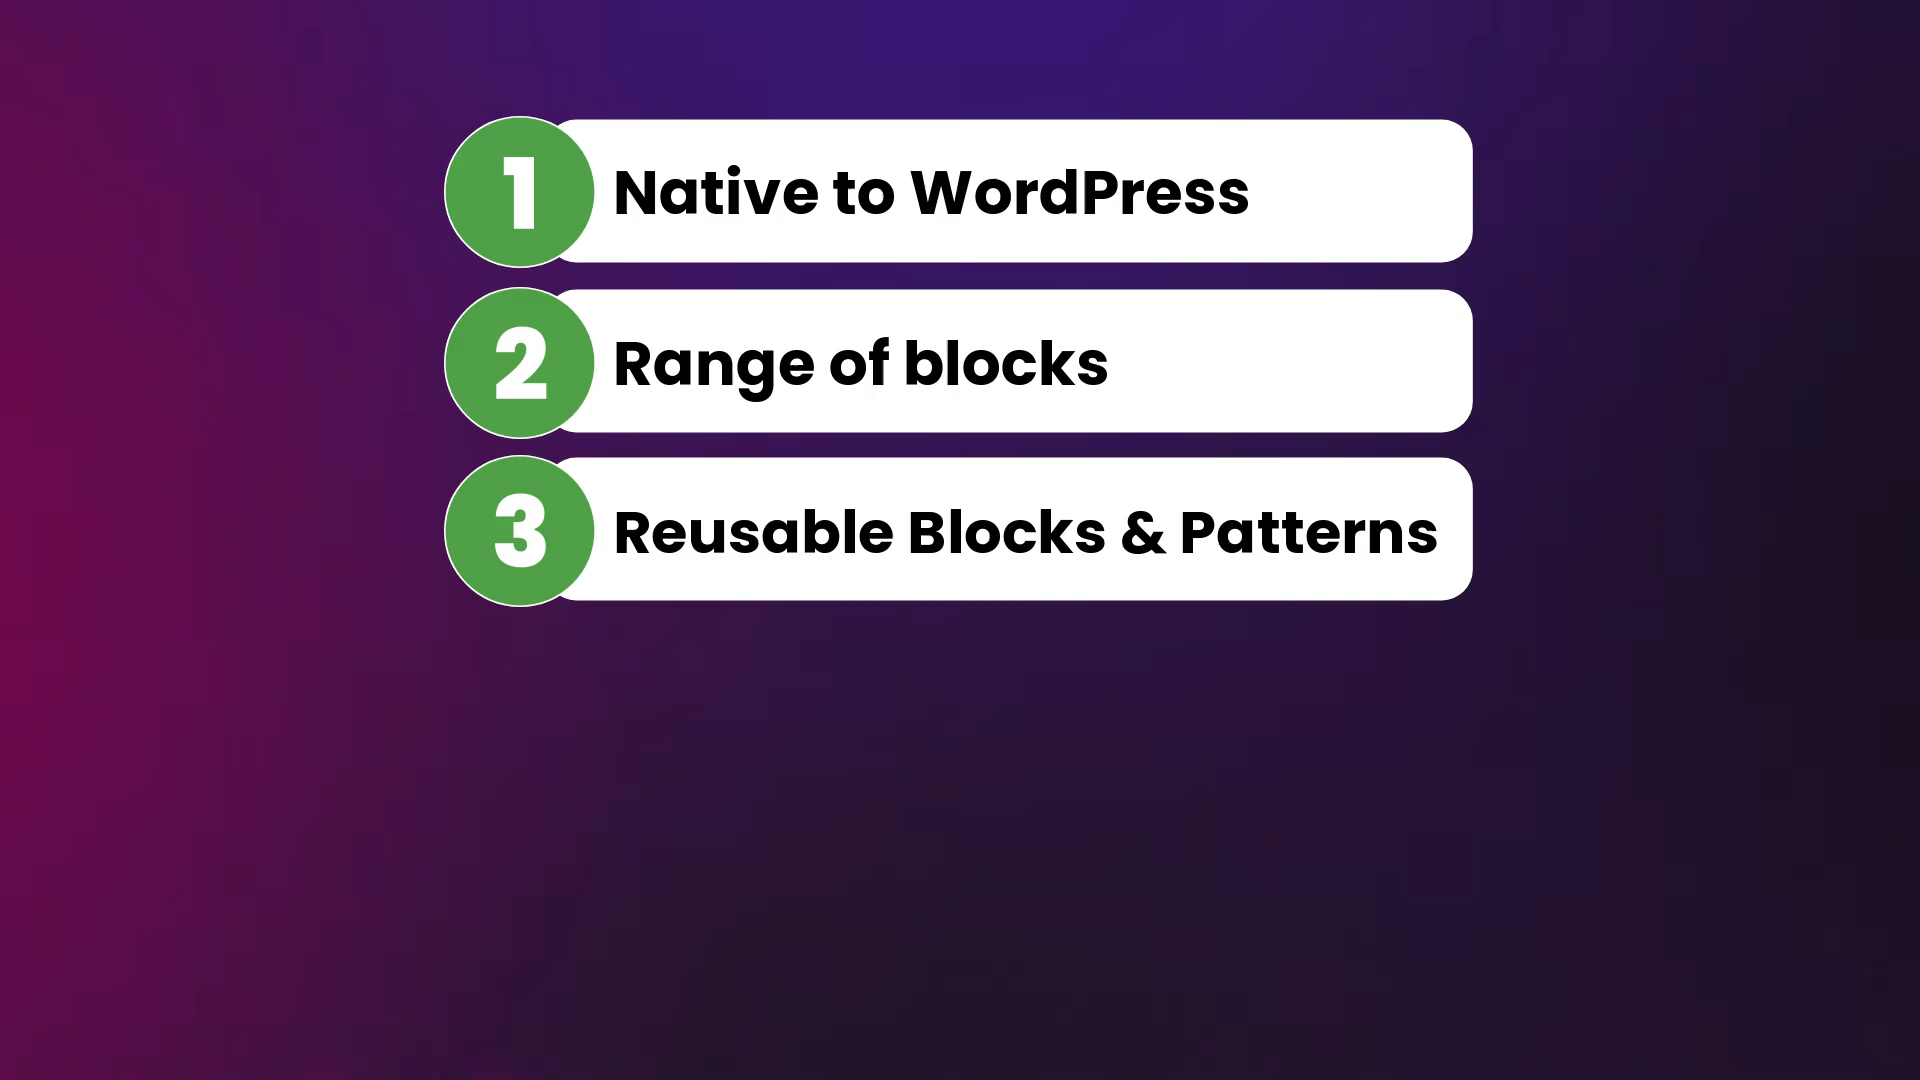 1 Native to WordPress
2 Range of blocks
3 Reusable Blocks & Patterns